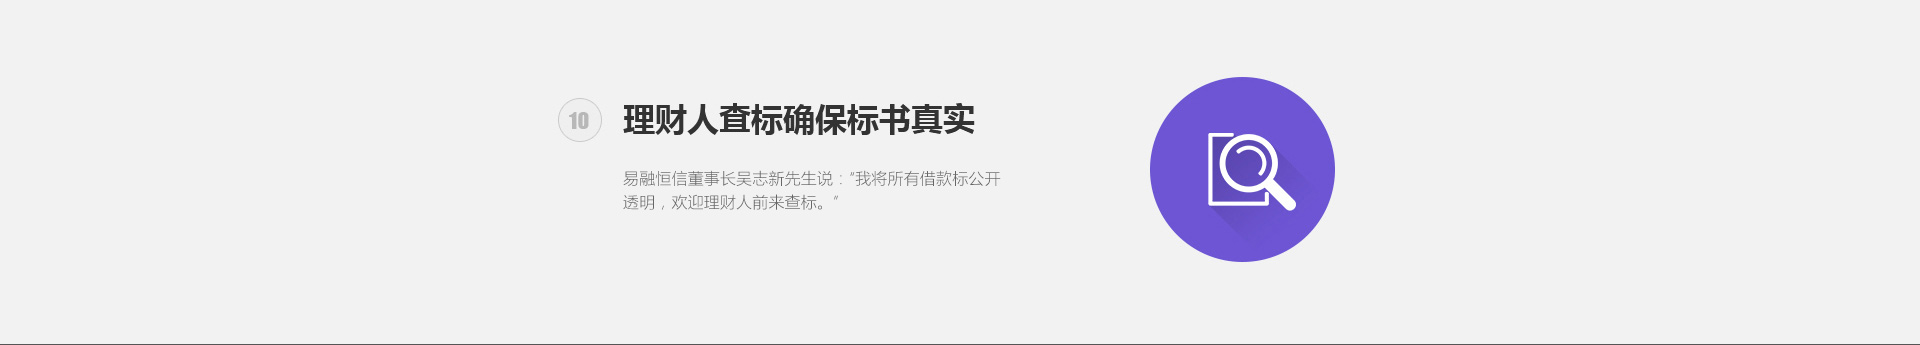 10
理财人查标确保标书真实
易融恒信董事长吴志新先生说：“我将所有借款标公开
透明，欢迎理财人前来查标。”